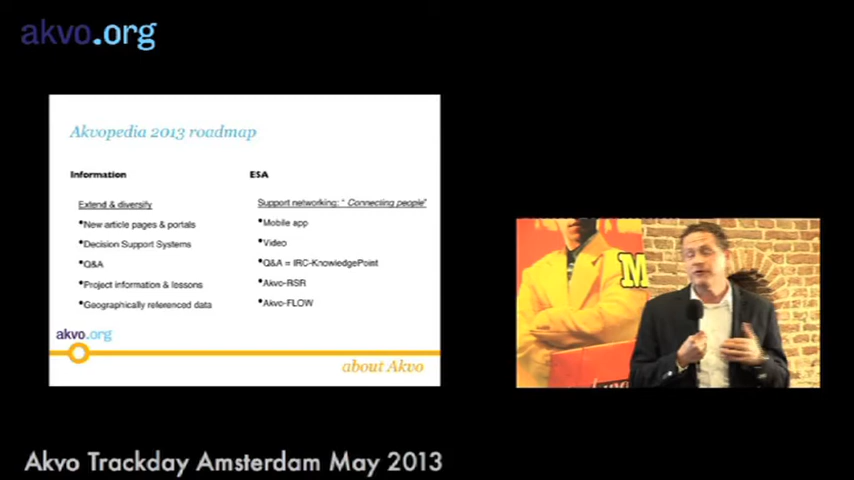 akvo.org
Akvopedia 2013 roadmap
Information
Extend & diversify
•New article pages & portals
•Decision Support Systems
•Q&A
•Project information & lessons
•Geographically referenced data
ESA
Support networking: “ Connecting people”
•Mobile app
•Video
•Q&A = IRC-KnowledgePoint
•Akvo-RSR
•Akvo-FLOW
akvo.org
about Akvo
M
Akvo Trackday Amsterdam May 2013